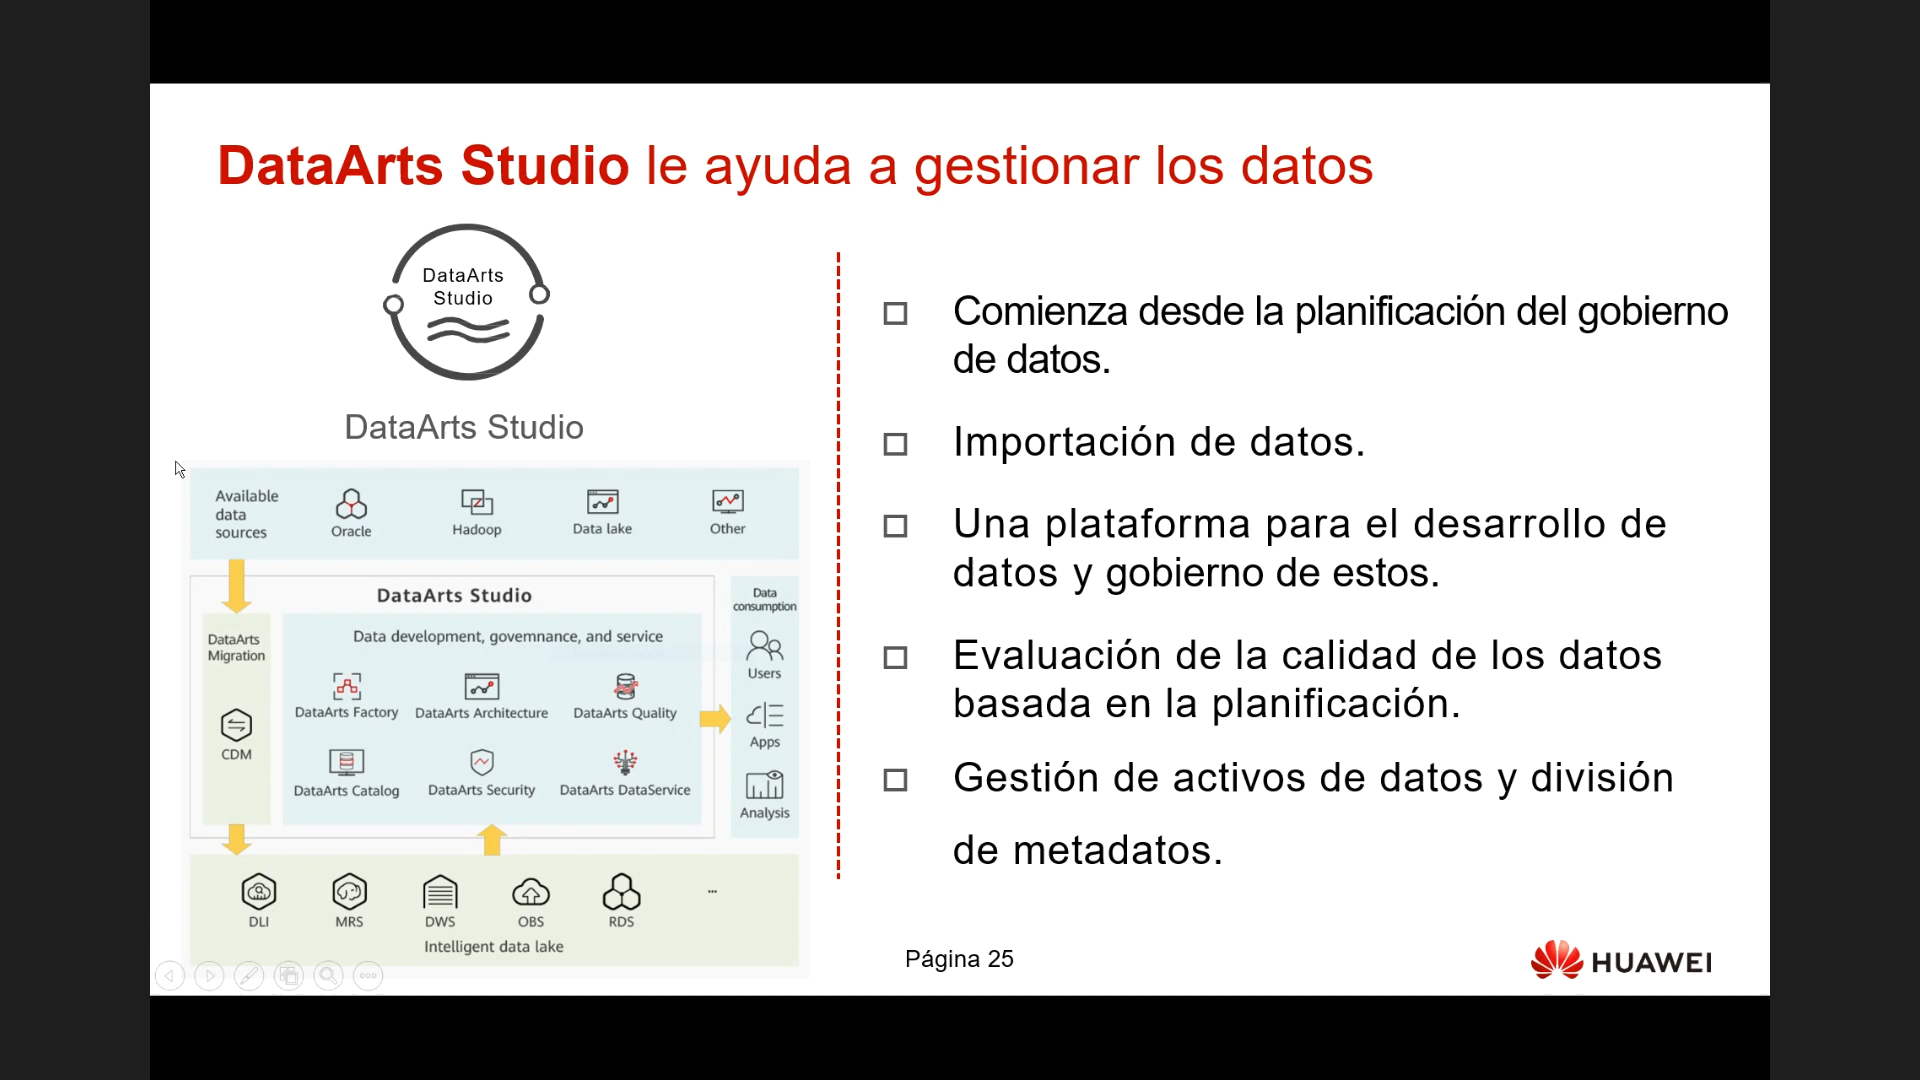 DataArts Studio le ayuda a gestionar los datos
DataArts
Studio
DataArts Studio
Available
data
sources
Oracle
Hadoop
Data lake
Other
DataArts Studio
DataArts
Migration
CDM
Data development, govemnance, and service
DataArts Factory
DataArts Architecture
DataArts Quality
DataArts Catalog
DataArts Security
DataArts DataService
Data
consumption
Users
Apps
Analysis
DLI
MRS
DWS
OBS
RDS
...
Intelligent data lake
Comienza desde la planificación del gobierno
de datos.
Importación de datos.
Una plataforma para el desarrollo de
datos y gobierno de estos.
Evaluación de la calidad de los datos
basada en la planificación.
Gestión de activos de datos y división
de metadatos.
Página 25
HUAWEI